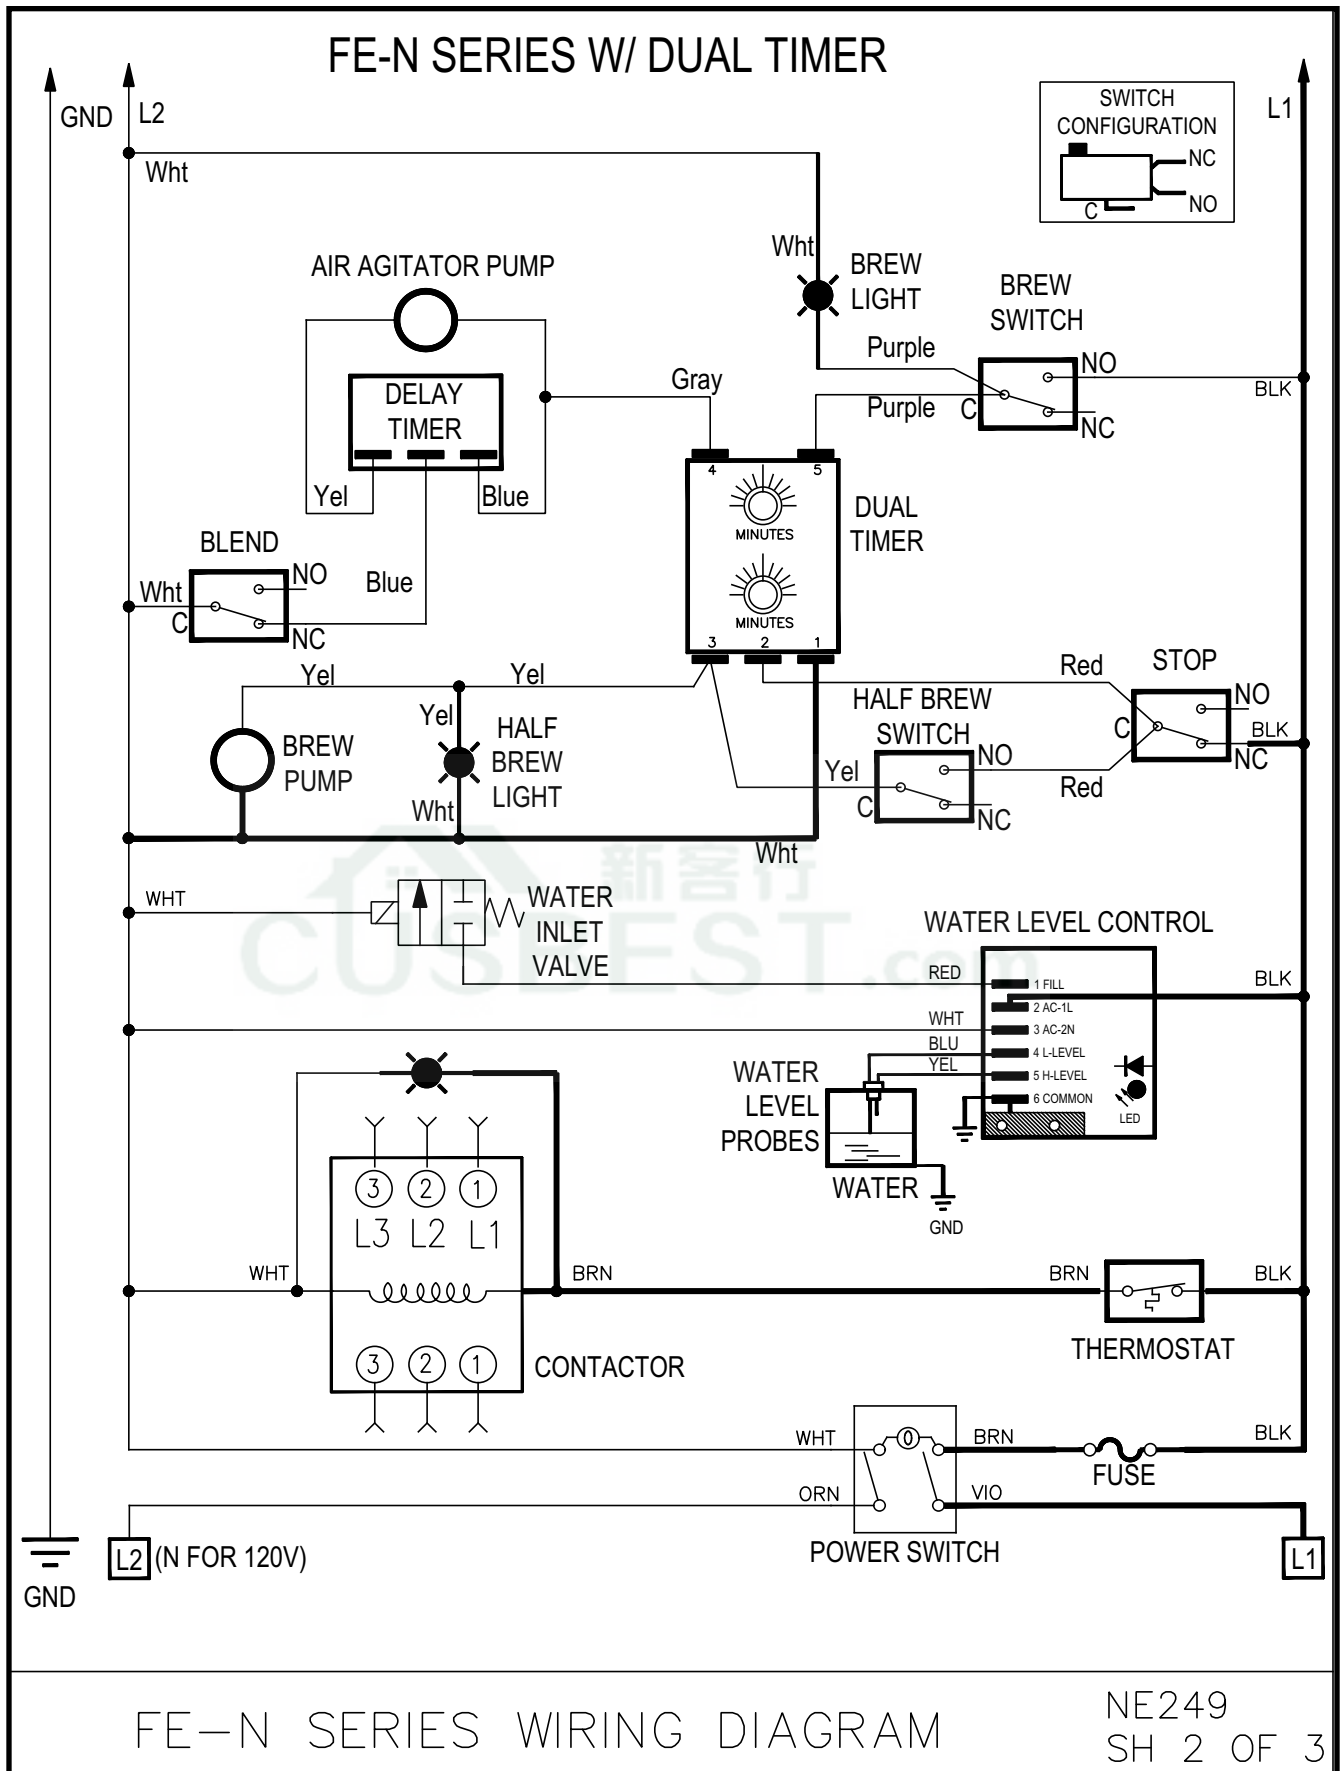 FE-N SERIES W/ DUAL TIMER
GND
L2
L1
SWITCH
CONFIGURATION
NC
NO
C
Wht
Wht
BREW
LIGHT
AIR AGITATOR PUMP
BREW
SWITCH
Purple
NO
BLK
Gray
DELAY
TIMER
Purple
C
NC
4
5
Yel
Blue
MINUTES
DUAL
TIMER
BLEND
NO
Blue
Wht
C
NC
MINUTES
3
2
1
Yel
Yel
Red
STOP
NO
HALF BREW
SWITCH
C
BLK
NC
Yel
HALF
BREW
LIGHT
BREW
PUMP
NO
Yel
C
Red
NC
Wht
Wht
新客行
CUSBEST.com
WHT
WATER
INLET
VALVE
WATER LEVEL CONTROL
RED
1 FILL
BLK
2 AC-1L
WHT
3 AC-2N
BLU
4 L-LEVEL
YEL
5 H-LEVEL
6 COMMON
LED
WATER
LEVEL
PROBES
WATER
GND
3
2
1
L3
L2
L1
WHT
BRN
BRN
BLK
THERMOSTAT
3
2
1
CONTACTOR
WHT
BRN
BLK
FUSE
ORN
VIO
POWER SWITCH
L2
(N FOR 120V)
L1
GND
FE-N SERIES WIRING DIAGRAM
NE249
SH 2 OF 3